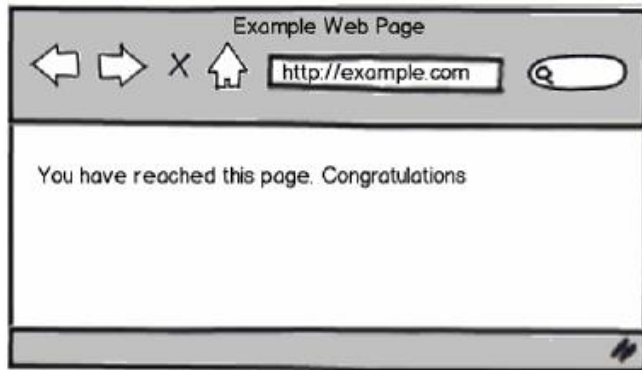 Example Web Page
X
http://example.com
You have reached this page. Congratulations